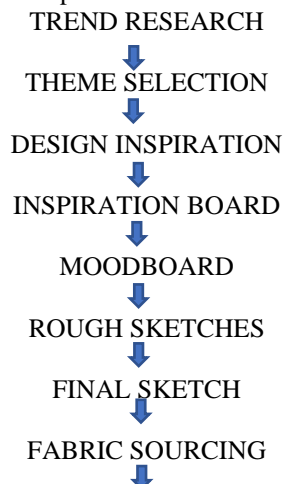 TREND RESEARCH
THEME SELECTION
DESIGN INSPIRATION
INSPIRATION BOARD
MOODBOARD
ROUGH SKETCHES
FINAL SKETCH
FABRIC SOURCING